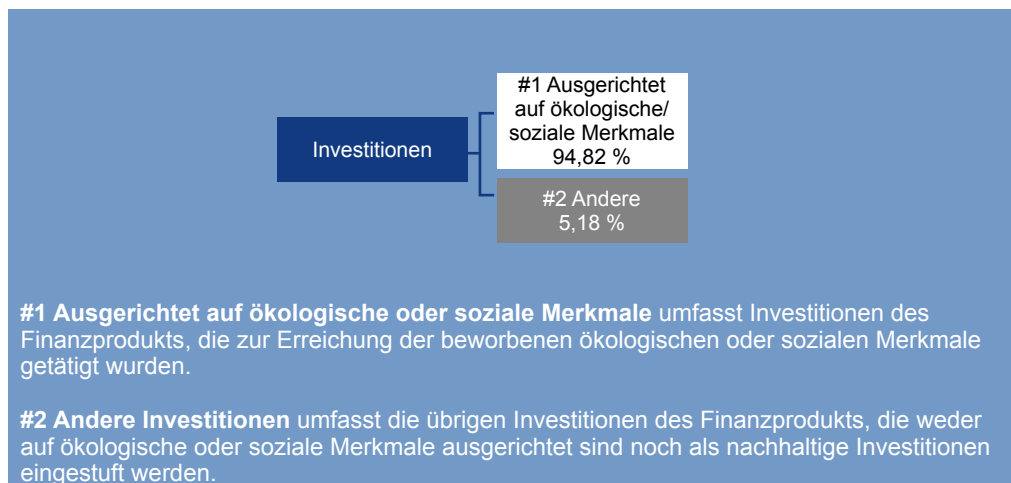 #1 Ausgerichtet
auf ökologische/
soziale Merkmale
94,82 %
Investitionen
#2 Andere
5,18 %
#1 Ausgerichtet auf ökologische oder soziale Merkmale umfasst Investitionen des
Finanzprodukts, die zur Erreichung der beworbenen ökologischen oder sozialen Merkmale
getätigt wurden.
#2 Andere Investitionen umfasst die übrigen Investitionen des Finanzprodukts, die weder
auf ökologische oder soziale Merkmale ausgerichtet sind noch als nachhaltige Investitionen
eingestuft werden.